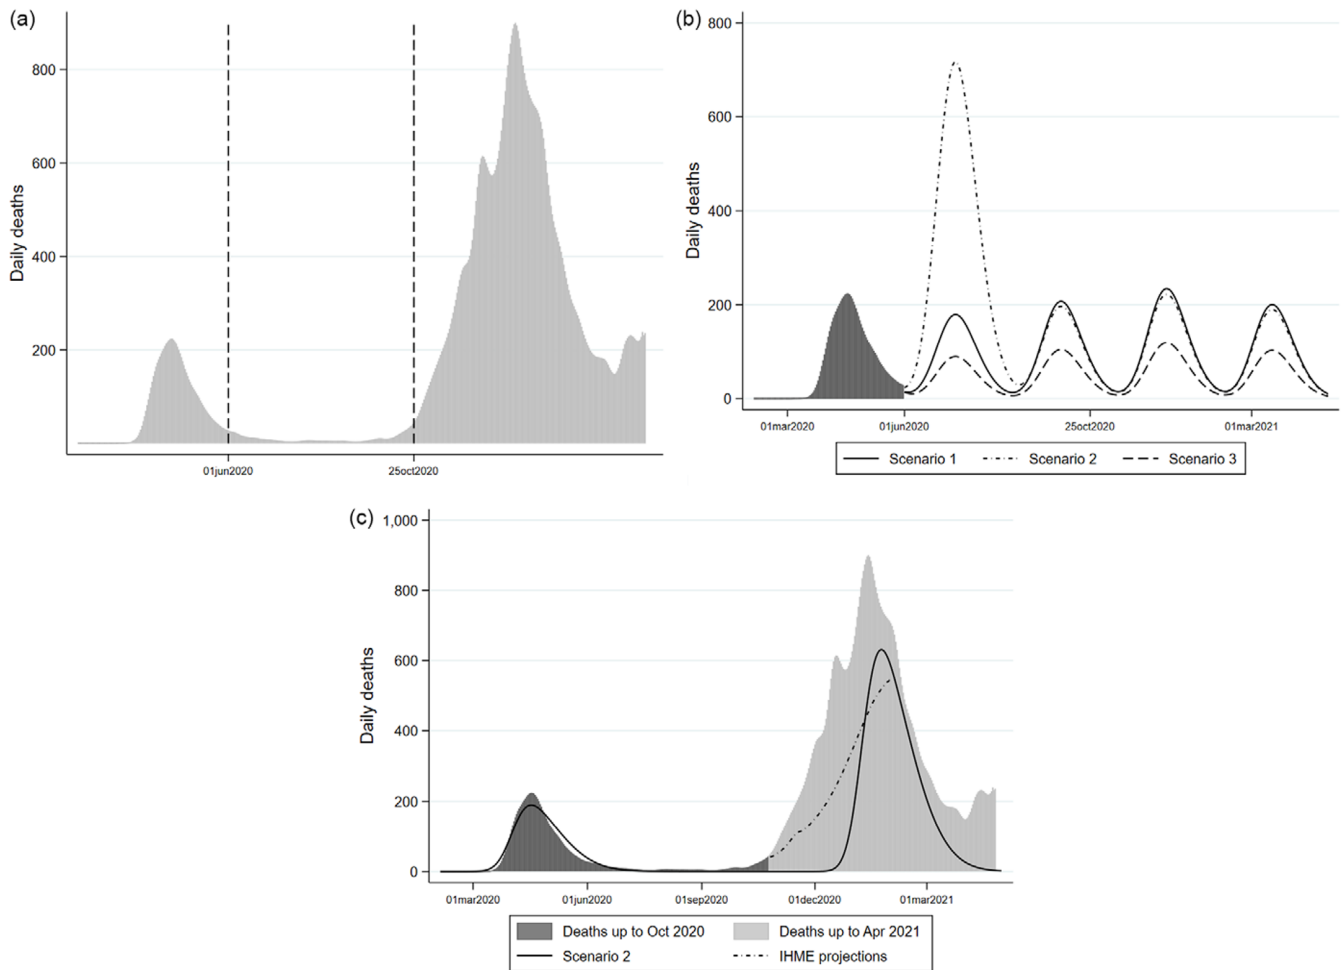 (a)
Daily deaths
800
600
400
200
01jun2020
25oct2020
(b)
Daily deaths
800
600
400
200
0
01mar2020
01jun2020
25oct2020
01mar2021
Scenario 1
Scenario 2
Scenario 3
(c)
Daily deaths
1,000
800
600
400
200
0
01mar2020
01jun2020
01sep2020
01dec2020
01mar2021
Deaths up to Oct 2020
Deaths up to Apr 2021
Scenario 2
IHME projections